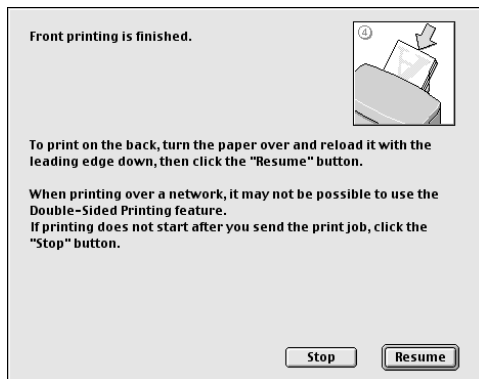 Front printing is finished.
4
To print on the back, turn the paper over and reload it with the
leading edge down, then click the "Resume" button.
When printing over a network, it may not be possible to use the
Double-Sided Printing feature.
If printing does not start after you send the print job, click the
"Stop" button.
Stop
Resume